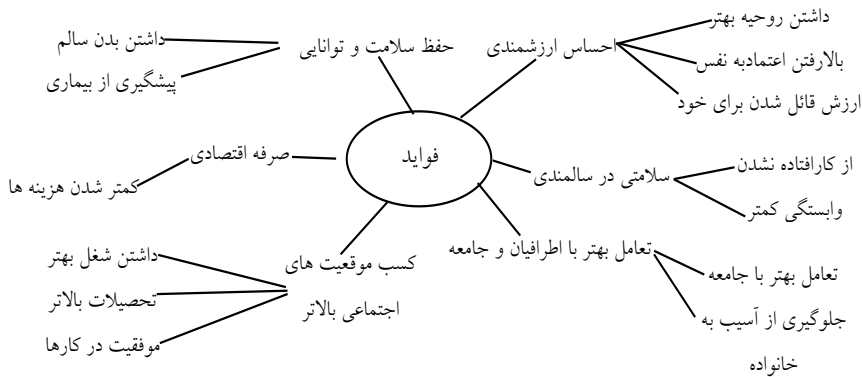 داشتن روحیه بهتر
احساس ارزشمندی
بالارفتن اعتمادبه نفس
ارزش قائل شدن برای خود
حفظ سلامت و توانایی
داشتن بدن سالم
پیشگیری از بیماری
فواید
صرفه اقتصادی
کمتر شدن هزینه ها
سلامتی در سالمندی
از کارافتاده نشدن
وابستگی کمتر
تعامل بهتر با اطرافیان و جامعه
تعامل بهتر با جامعه
جلوگیری از آسیب به
خانواده
کسب موقعیت های
اجتماعی بالاتر
داشتن شغل بهتر
تحصیلات بالاتر
موفقیت در کارها